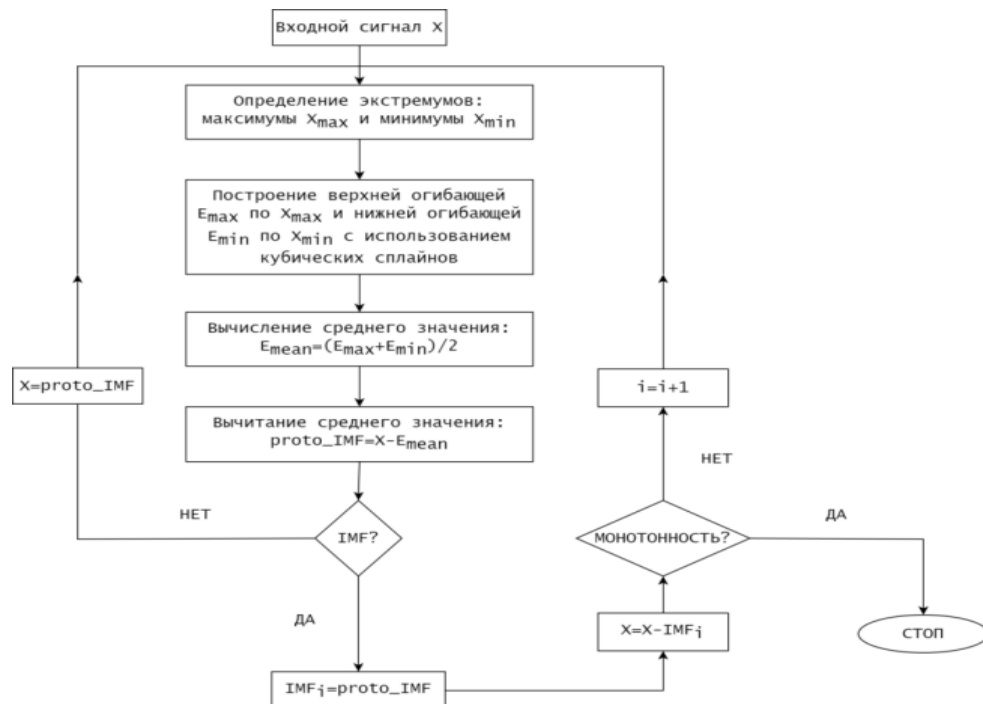 Входной сигнал X
Определение экстремумов:
максимумы Xmax и минимумы Xmin
Построение верхней огибающей
Emax по Xmax и нижней огибающей
Emin по Xmin с использованием
кубических сплайнов
Вычисление среднего значения:
Emean=(Emax+Emin)/2
X=proto_IMF
i=i+1
Вычитание среднего значения:
proto_IMF=X-Emean
НЕТ
НЕТ
ДА
IMF?
МОНОТОННОСТЬ?
ДА
X=X-IMFi
СТОП
IMFi=proto_IMF